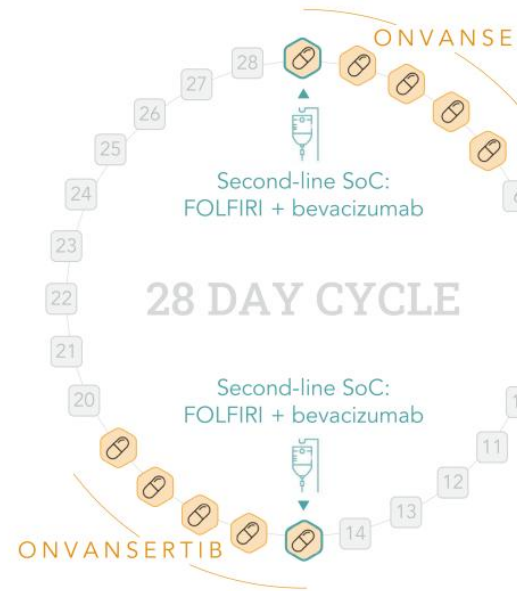 ONVANSE
28
27
26
25
24
23
22
21
20
Second-line SoC:
FOLFIRI + bevacizumab
28 DAY CYCLE
Second-line SoC:
FOLFIRI + bevacizumab
11
12
13
14
ONVANSERTIB